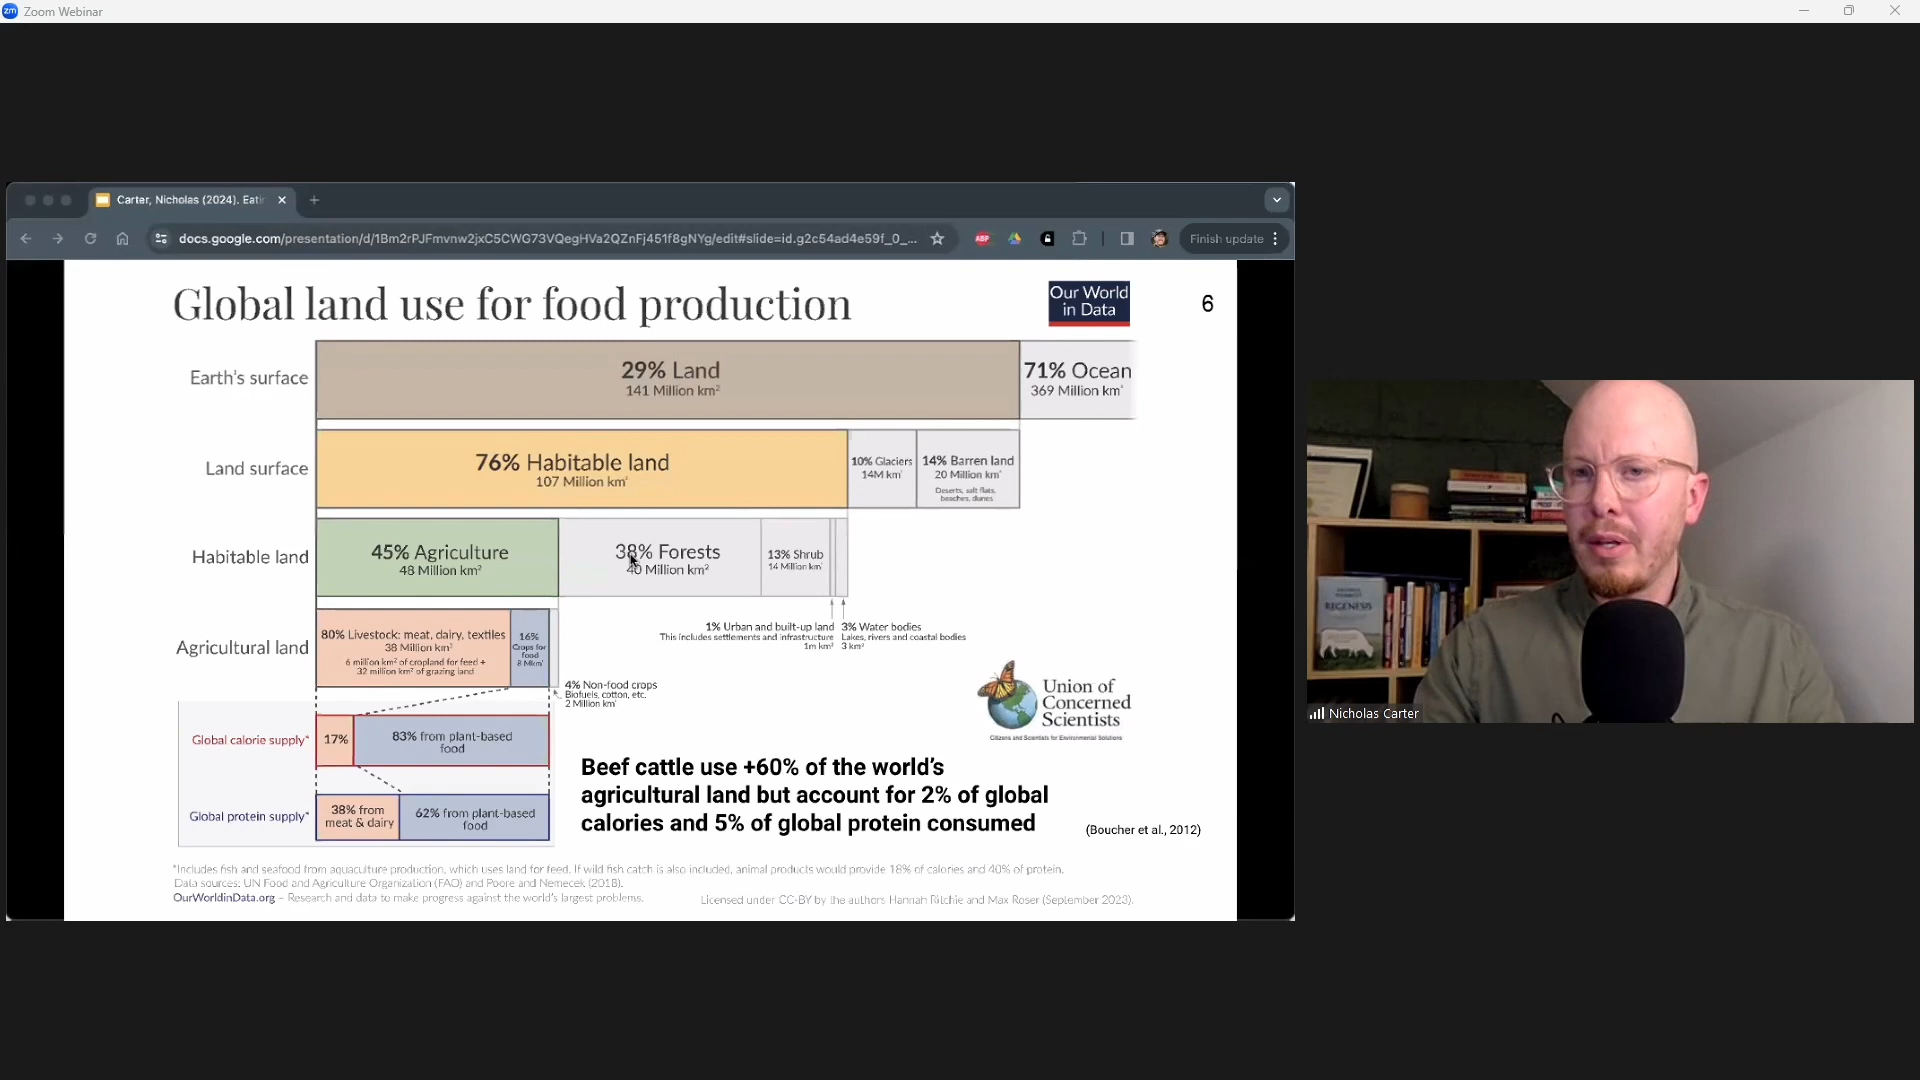 Zoom Webinar
Carter, Nicholas (2024). Eati
docs.google.com/presentation/d/1Bm2rPJFmvnw2jxC5CWG73VQegHVa2QZnFj451f8gNYg/edit#slide=id.g2c54ad4e59f_0_...
ABP
Finish update
Global land use for food production
Our World
in Data
6
Earth's surface
29% Land
141 Million km²
71% Ocean
369 Million km²
Land surface
76% Habitable land
107 Million km²
10% Glaciers
14M km²
14% Barren land
20 Million km²
Deserts, salt flats,
beaches, dunes
Habitable land
45% Agriculture
48 Million km²
38% Forests
40 Million km²
13% Shrub
14 Million km²
1% Urban and built-up land
This includes settlements and infrastructure
1m km²
3% Water bodies
Lakes, rivers and coastal bodies
3 km²
Agricultural land
80% Livestock: meat, dairy, textiles
38 Million km²
6 million km² of cropland for feed +
32 million km² of grazing land
16%
Crops for
food
8 Mkm²
4% Non-food crops
Biofuels, cotton, etc.
2 Million km²
Union of
Concerned
Scientists
Citizens and Scientists for Environmental Solutions
Global calorie supply*
17%
83% from plant-based
food
Global protein supply*
38% from
meat & dairy
62% from plant-based
food
Beef cattle use +60% of the world's
agricultural land but account for 2% of global
calories and 5% of global protein consumed
(Boucher et al., 2012)
*Includes fish and seafood from aquaculture production, which uses land for feed. If wild fish catch is also included, animal products would provide 18% of calories and 40% of protein.
Data sources: UN Food and Agriculture Organization (FAO) and Poore and Nemecek (2018).
OurWorldinData.org – Research and data to make progress against the world's largest problems.
Licensed under CC-BY by the authors Hannah Ritchie and Max Roser (September 2023).
REGENESIS
Nicholas Carter